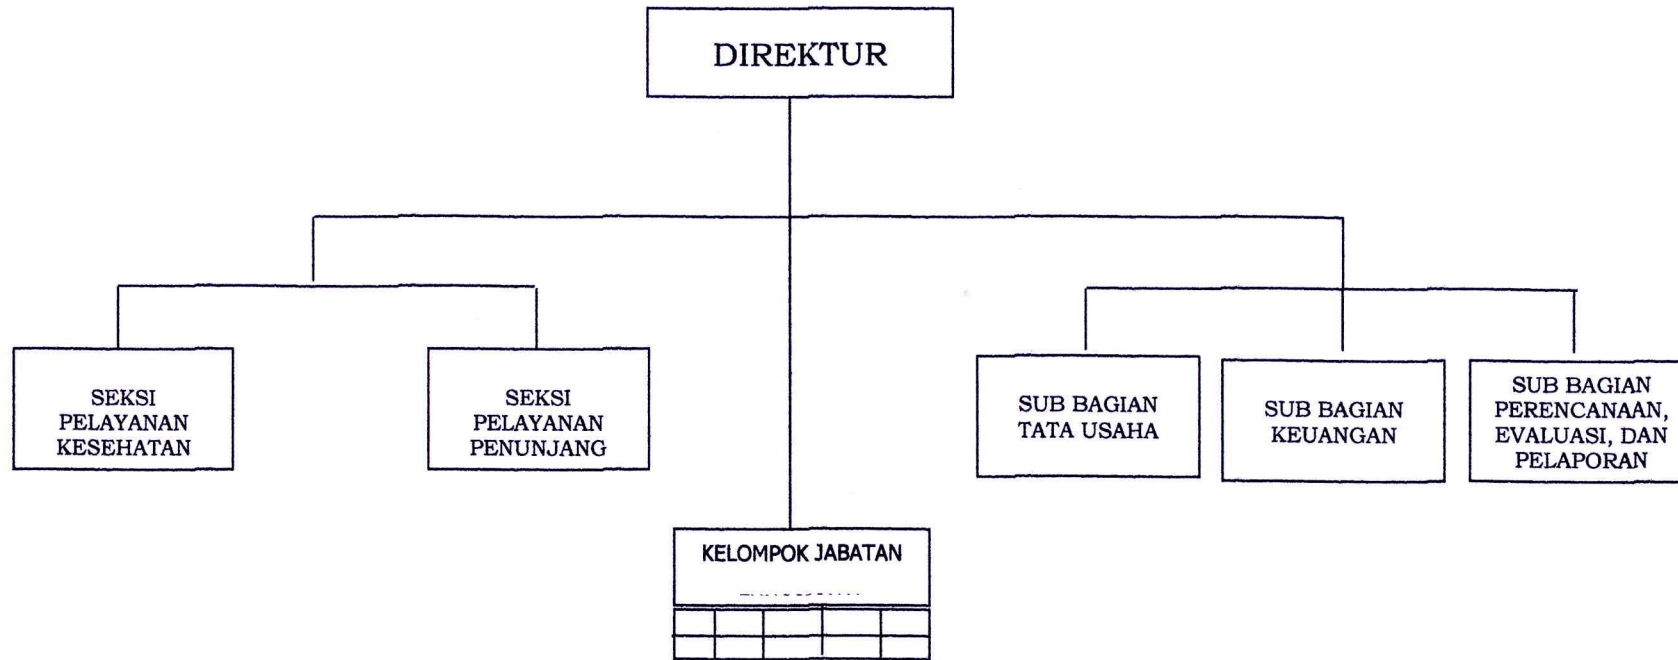 DIREKTUR
SEKSI
PELAYANAN
KESEHATAN
SEKSI
PELAYANAN
PENUNJANG
SUB BAGIAN
TATA USAHA
SUB BAGIAN
KEUANGAN
SUB BAGIAN
PERENCANAAN,
EVALUASI, DAN
PELAPORAN
KELOMPOK JABATAN